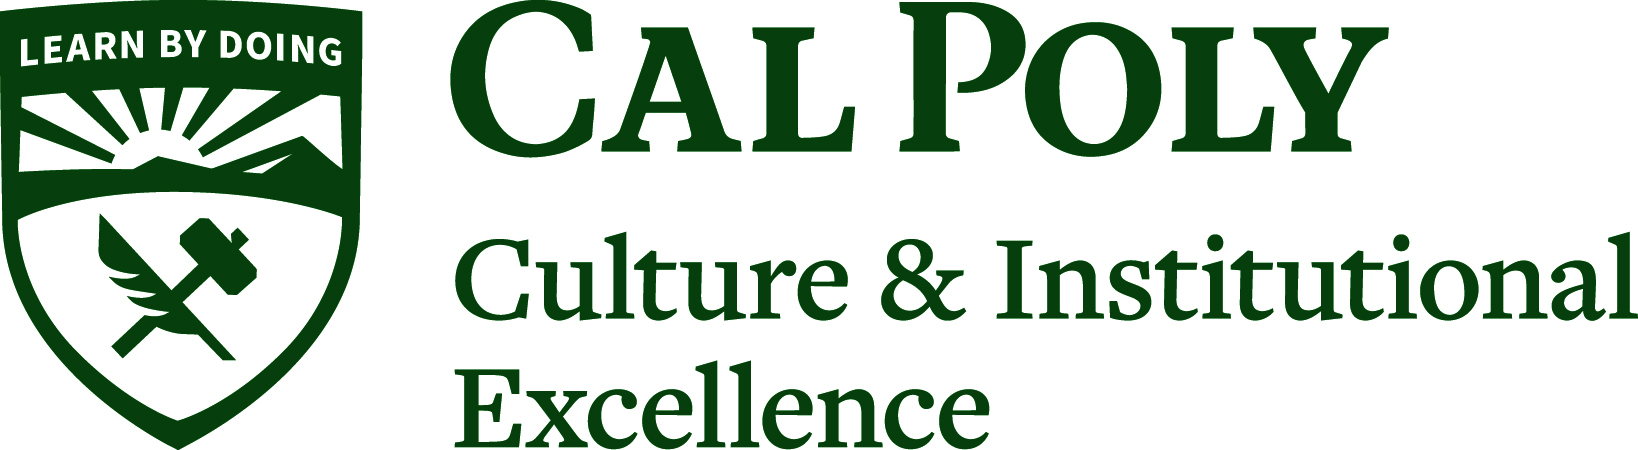 LEARN BY DOING
CAL POLY
Culture & Institutional
Excellence